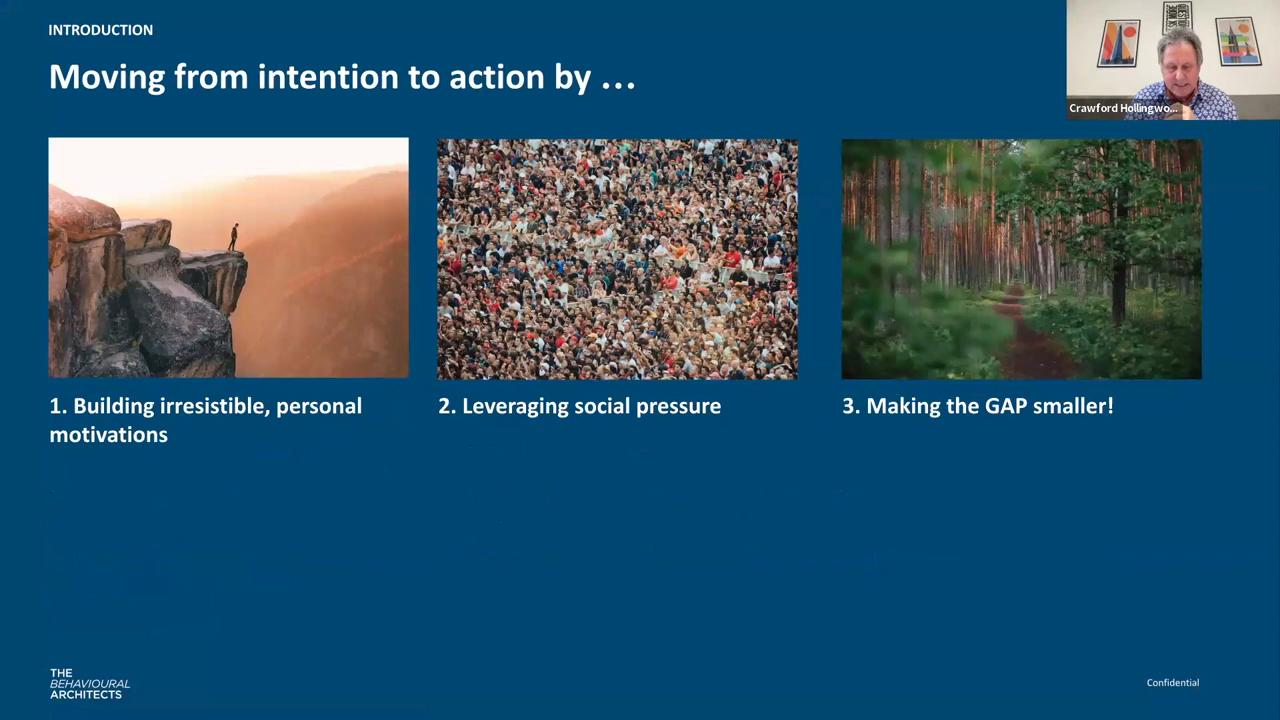 INTRODUCTION
Moving from intention to action by ...
Crawford Hollingwo...
1. Building irresistible, personal
motivations
2. Leveraging social pressure
3. Making the GAP smaller!
THE
BEHAVIOURAL
ARCHITECTS
Confidential